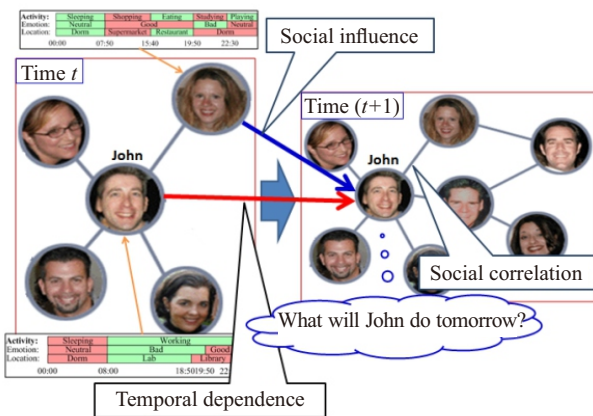 Activity: Sleeping Shopping Eating Studying Playing
Emotion: Neutral Good Bad Neutral
Location: Dorm Supermarket Restaurant Dorm
00:00 07:50 15:40 19:50 22:30
Social influence
Time t
Time (t+1)
John
John
Social correlation
What will John do tomorrow?
Activity: Sleeping Working
Emotion: Neutral Bad Good
Location: Dorm Lab Library
00:00 08:00 18:50 19:50 22
Temporal dependence